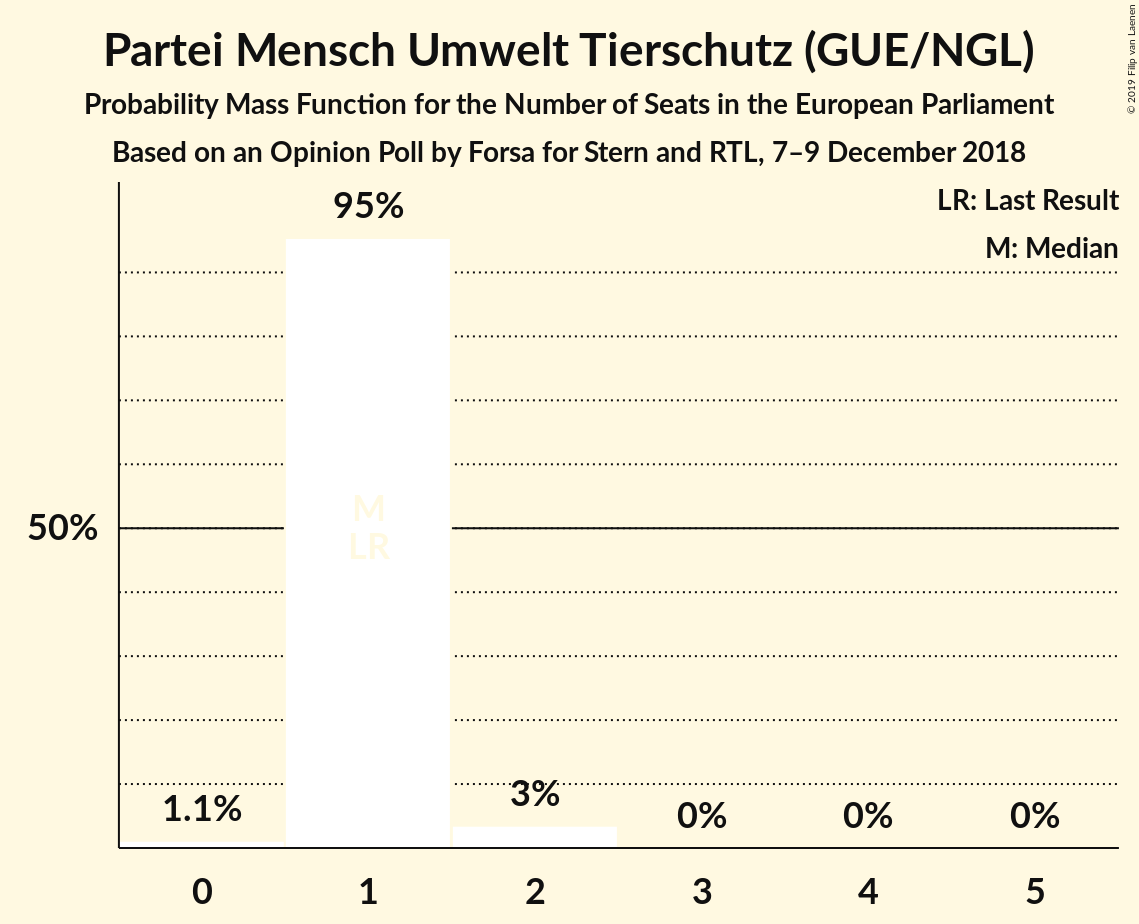 Partei Mensch Umwelt Tierschutz (GUE/NGL)
Probability Mass Function for the Number of Seats in the European Parliament
Based on an Opinion Poll by Forsa for Stern and RTL, 7–9 December 2018
© 2019 Filip van Laenen
LR: Last Result
M: Median
95%
M
LR
50%
1.1%
3%
0%
0%
0%
0
1
2
3
4
5